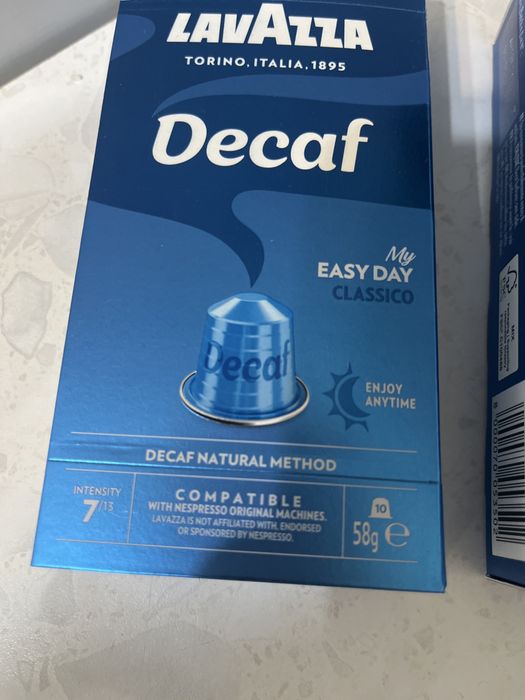 LAVAZZA
TORINO, ITALIA, 1895
Decaf
My
EASY DAY
CLASSICO
Decaf
ENJOY
ANYTIME
DECAF NATURAL METHOD
INTENSITY
7/13
COMPATIBLE
WITH NESPRESSO ORIGINAL MACHINES.
LAVAZZA IS NOT AFFILIATED WITH, ENDORSED
OR SPONSORED BY NESPRESSO.
10
58g e
MIX